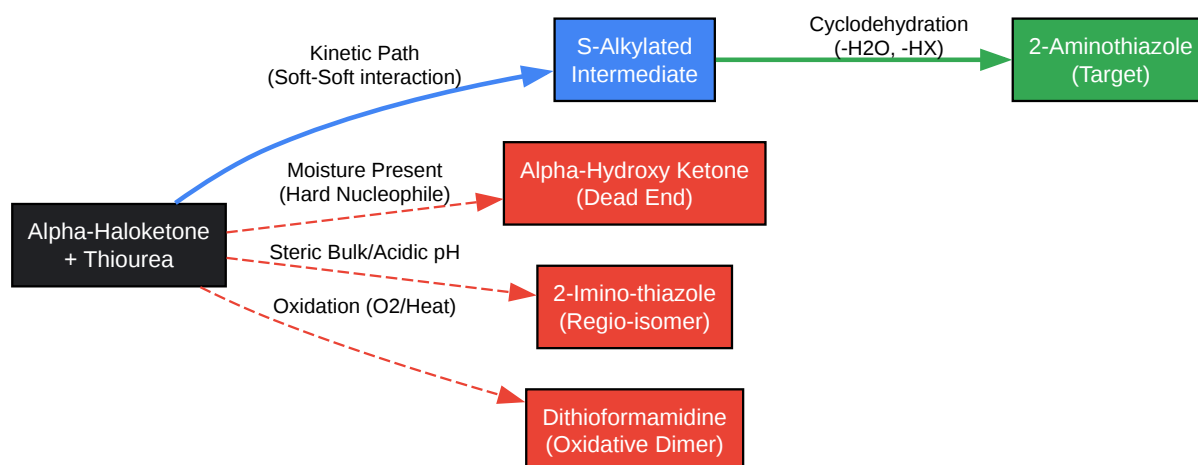 Cyclodehydration
(-H2O, -HX)
S-Alkylated
Intermediate
2-Aminothiazole
(Target)
Kinetic Path
(Soft-Soft interaction)
Moisture Present
(Hard Nucleophile)
Alpha-Hydroxy Ketone
(Dead End)
Alpha-Haloketone
+ Thiourea
Steric Bulk/Acidic pH
2-Imino-thiazole
(Regio-isomer)
Oxidation (O2/Heat)
Dithioformamidine
(Oxidative Dimer)